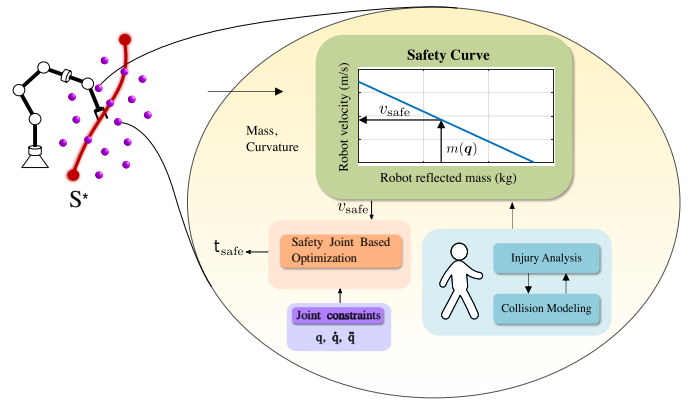 S*
Mass,
Curvature
Safety Curve
Robot velocity (m/s)
v_safe
m(q)
Robot reflected mass (kg)
v_safe
t_safe
Safety Joint Based
Optimization
Joint constraints
q, q̇, q̈
Injury Analysis
Collision Modeling